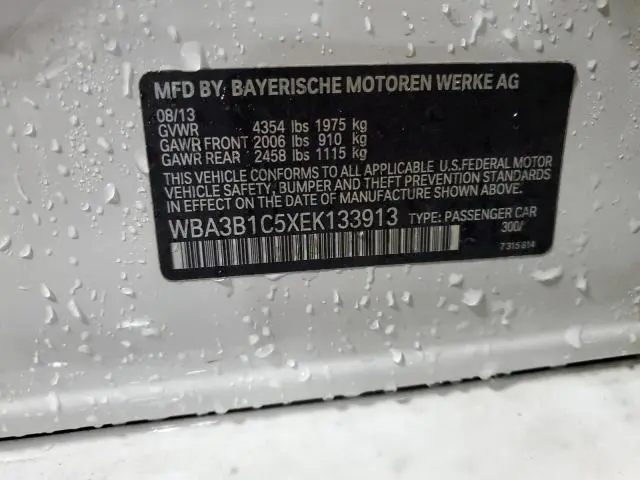 MFD BY, BAYERISCHE MOTOREN WERKE AG
08/13
GVWR 4354 lbs 1975 kg
GAWR FRONT 2006 lbs 910 kg
GAWR REAR 2458 lbs 1115 kg
THIS VEHICLE CONFORMS TO ALL APPLICABLE U.S.FEDERAL MOTOR
VEHICLE SAFETY, BUMPER, AND THEFT PREVENTION STANDARDS
IN EFFECT ON THE DATE OF MANUFACTURE SHOWN ABOVE.
WBA3B1C5XEK133913 TYPE: PASSENGER CAR
300/
7315814